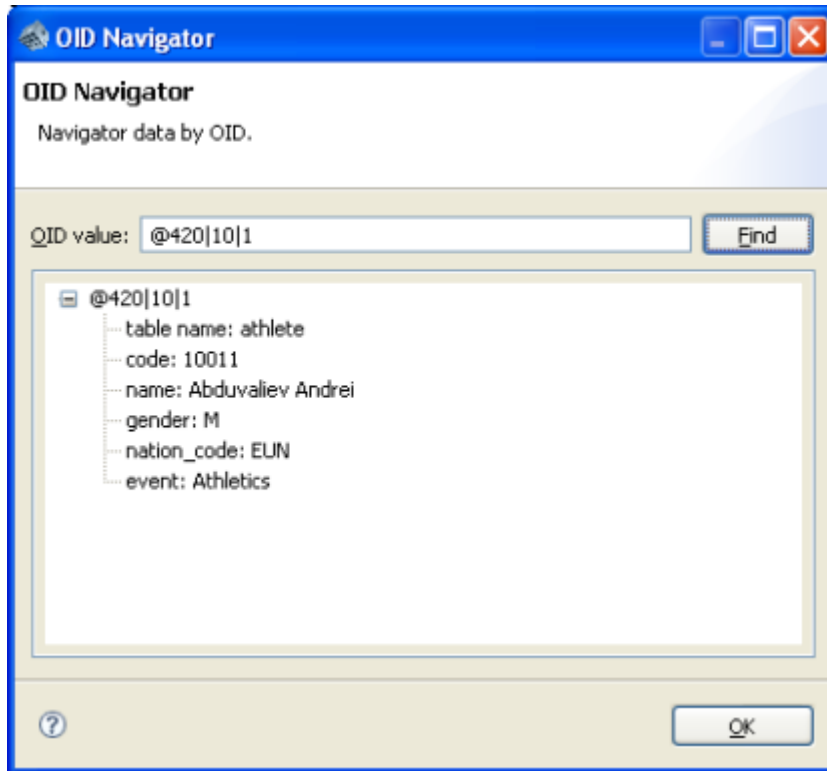 OID Navigator
OID Navigator
Navigator data by OID.
OID value: @420|10|1 Find
@420|10|1
table name: athlete
code: 10011
name: Abduvaliev Andrei
gender: M
nation_code: EUN
event: Athletics
? OK